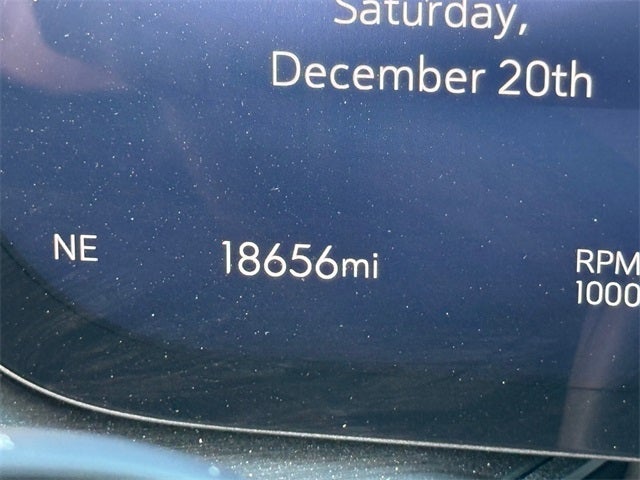 Saturday,
December 20th
NE
18656mi
RPM
1000